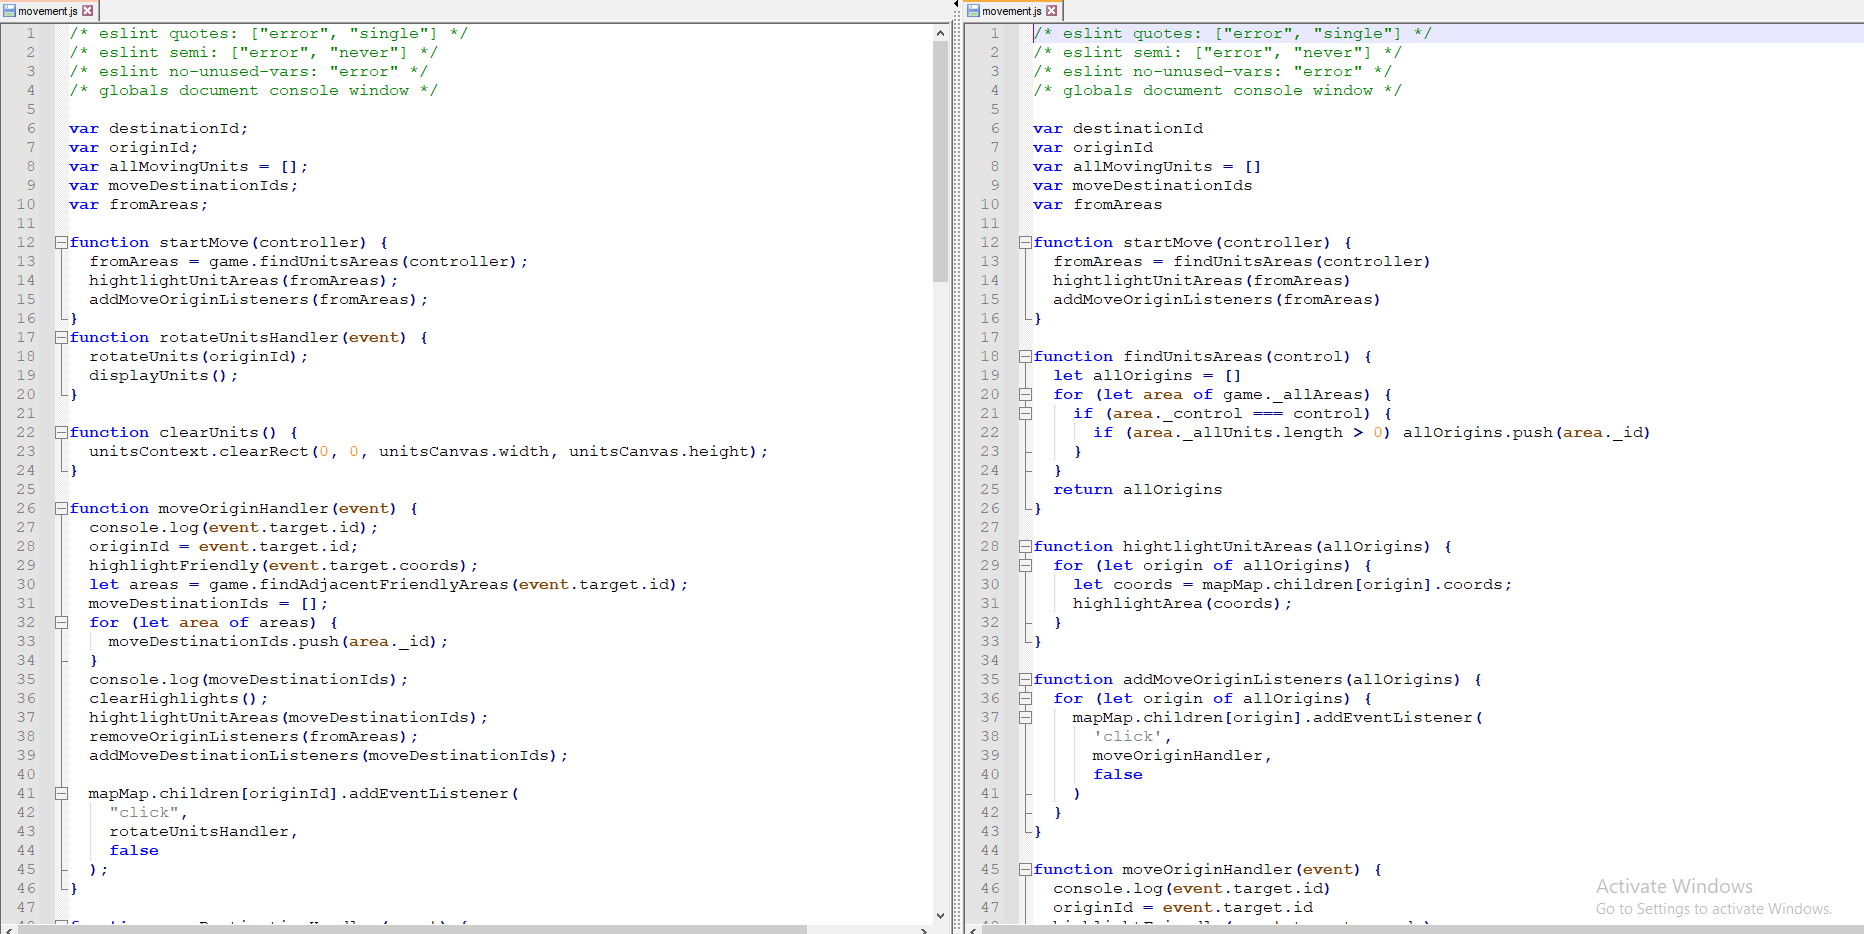 movement.js
1 /* eslint quotes: ["error", "single"] */
2 /* eslint semi: ["error", "never"] */
3 /* eslint no-unused-vars: "error" */
4 /* globals document console window */
5
6 var destinationId;
7 var originId;
8 var allMovingUnits = [];
9 var moveDestinationIds;
10 var fromAreas;
11
12 function startMove(controller) {
13   fromAreas = game.findUnitsAreas(controller);
14   hightlightUnitAreas(fromAreas);
15   addMoveOriginListeners(fromAreas);
16 }
17 function rotateUnitsHandler(event) {
18   rotateUnits(originId);
19   displayUnits();
20 }
21
22 function clearUnits() {
23   unitsContext.clearRect(0, 0, unitsCanvas.width, unitsCanvas.height);
24 }
25
26 function moveOriginHandler(event) {
27   console.log(event.target.id);
28   originId = event.target.id;
29   highlightFriendly(event.target.coords);
30   let areas = game.findAdjacentFriendlyAreas(event.target.id);
31   moveDestinationIds = [];
32   for (let area of areas) {
33     moveDestinationIds.push(area._id);
34   }
35   console.log(moveDestinationIds);
36   clearHighlights();
37   hightlightUnitAreas(moveDestinationIds);
38   removeOriginListeners(fromAreas);
39   addMoveDestinationListeners(moveDestinationIds);
40
41   mapMap.children[originId].addEventListener(
42     "click",
43     rotateUnitsHandler,
44     false
45   );
46 }
47
movement.js
1 /* eslint quotes: ["error", "single"] */
2 /* eslint semi: ["error", "never"] */
3 /* eslint no-unused-vars: "error" */
4 /* globals document console window */
5
6 var destinationId
7 var originId
8 var allMovingUnits = []
9 var moveDestinationIds
10 var fromAreas
11
12 function startMove(controller) {
13   fromAreas = findUnitsAreas(controller)
14   hightlightUnitAreas(fromAreas)
15   addMoveOriginListeners(fromAreas)
16 }
17
18 function findUnitsAreas(control) {
19   let allOrigins = []
20   for (let area of game._allAreas) {
21     if (area._control === control) {
22       if (area._allUnits.length > 0) allOrigins.push(area._id)
23     }
24   }
25   return allOrigins
26 }
27
28 function hightlightUnitAreas(allOrigins) {
29   for (let origin of allOrigins) {
30     let coords = mapMap.children[origin].coords;
31     highlightArea(coords);
32   }
33 }
34
35 function addMoveOriginListeners(allOrigins) {
36   for (let origin of allOrigins) {
37     mapMap.children[origin].addEventListener(
38       'click',
39       moveOriginHandler,
40       false
41     )
42   }
43 }
44
45 function moveOriginHandler(event) {
46   console.log(event.target.id)
47   originId = event.target.id
Activate Windows
Go to Settings to activate Windows.